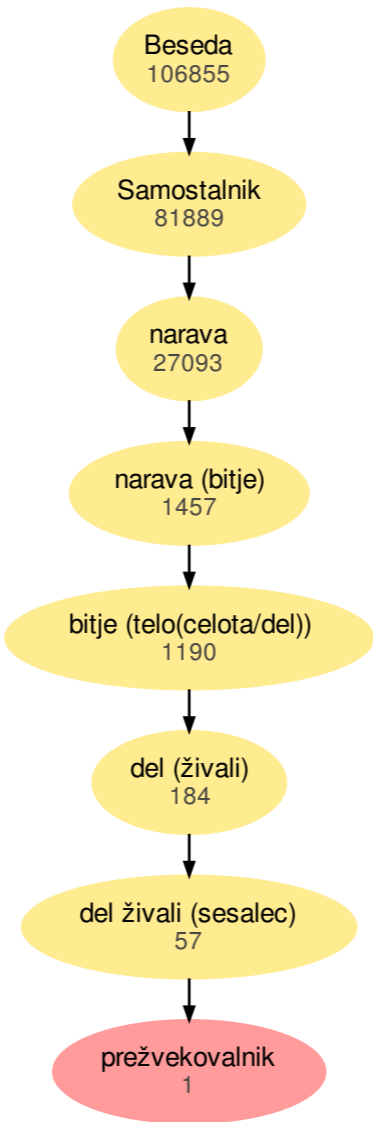 Beseda
106855
Samostalnik
81889
narava
27093
narava (bitje)
1457
bitje (telo(celota/del))
1190
del (živali)
184
del živali (sesalec)
57
prežvekovalnik
1